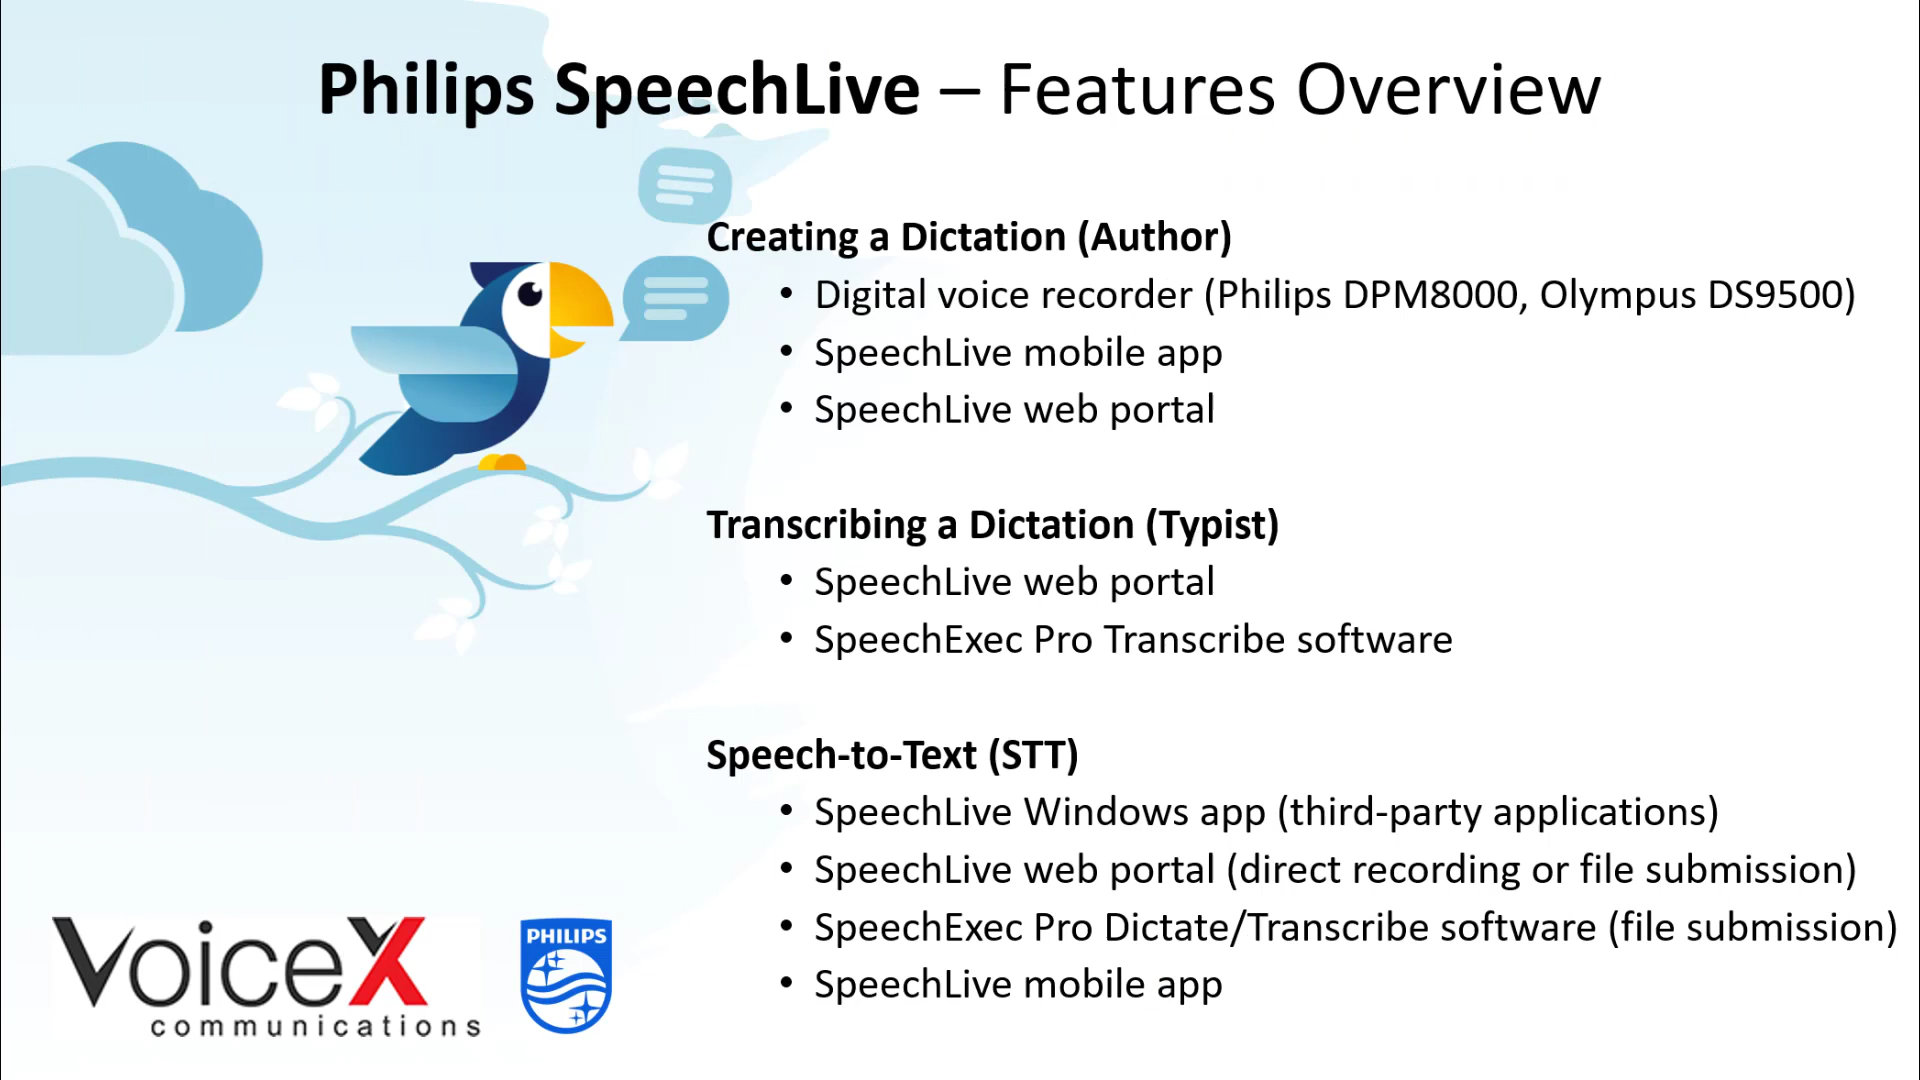 Philips SpeechLive – Features Overview
Creating a Dictation (Author)
• Digital voice recorder (Philips DPM8000, Olympus DS9500)
• SpeechLive mobile app
• SpeechLive web portal
Transcribing a Dictation (Typist)
• SpeechLive web portal
• SpeechExec Pro Transcribe software
Speech-to-Text (STT)
• SpeechLive Windows app (third-party applications)
• SpeechLive web portal (direct recording or file submission)
• SpeechExec Pro Dictate/Transcribe software (file submission)
• SpeechLive mobile app
VoiceX
communications
PHILIPS